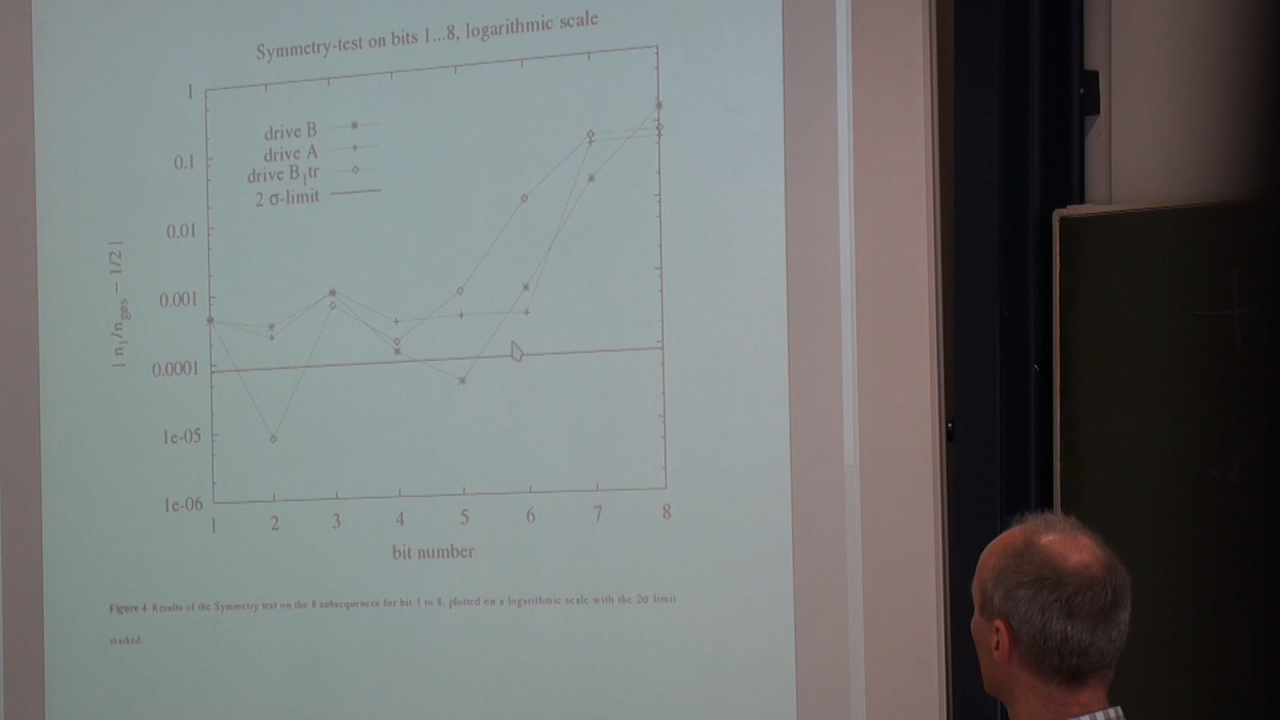 Symmetry-test on bits 1...8, logarithmic scale
1
0.1
0.01
0.001
0.0001
1e-05
1e-06
| n₁/n_ges − 1/2 |
drive B
drive A
drive B₁tr
2 σ-limit
1 2 3 4 5 6 7 8
bit number
Figure 4 Results of the Symmetry test on the 8 subsequences for bit 1 to 8, plotted on a logarithmic scale with the 2σ limit
marked.